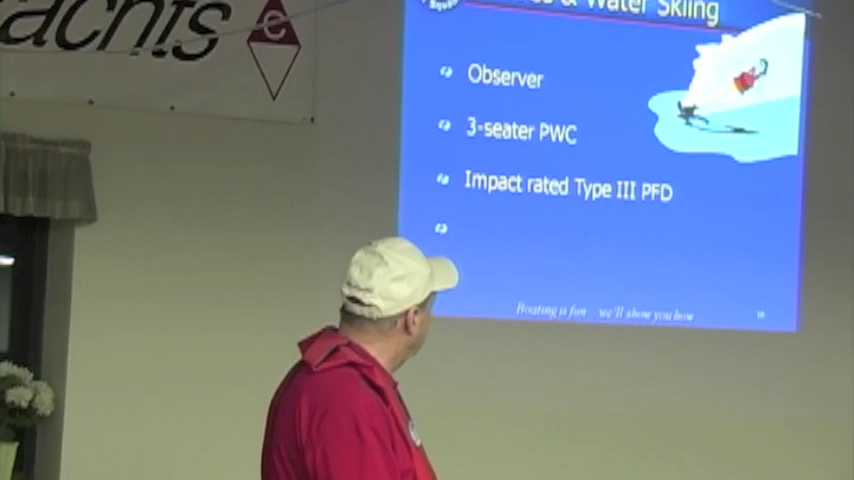 achts
e
& Water Skiing
Observer
3-seater PWC
Impact rated Type III PFD
Boating is fun we'll show you how